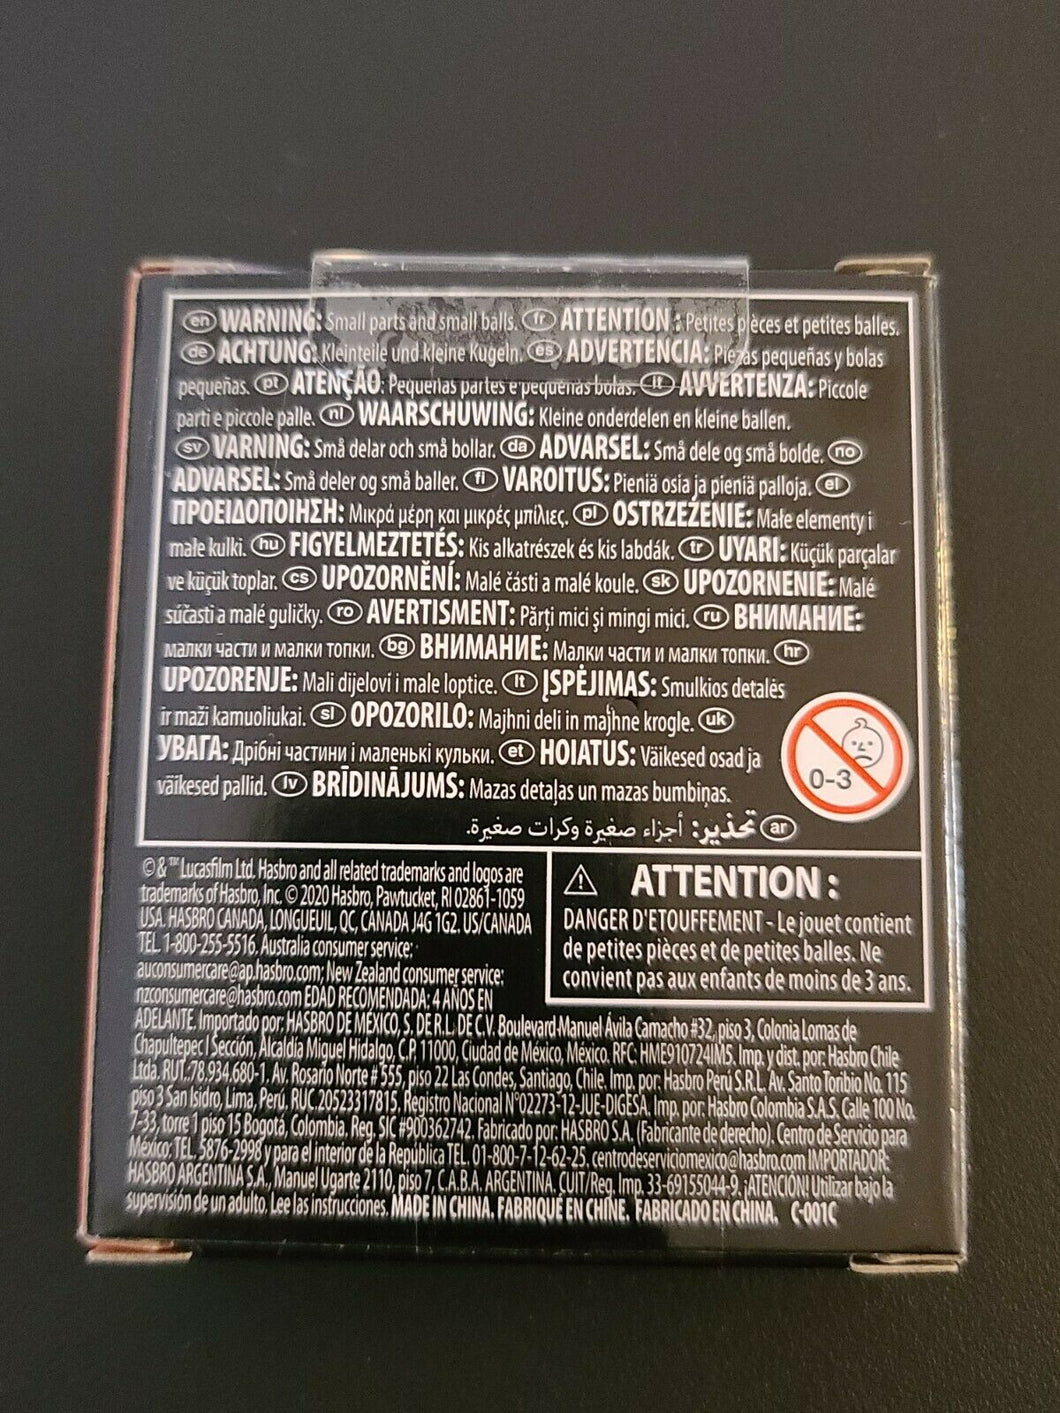 en WARNING: Small parts and small balls. fr ATTENTION : Petites pièces et petites balles.
de ACHTUNG: Kleinteile und kleine Kugeln. es ADVERTENCIA: Piezas pequeñas y bolas
pequeñas. pt ATENÇÃO: Pequenas partes e pequenas bolas. it AVVERTENZA: Piccole
parti e piccole palle. nl WAARSCHUWING: Kleine onderdelen en kleine ballen.
sv VARNING: Små delar och små bollar. da ADVARSEL: Små dele og små bolde. no
ADVARSEL: Små deler og små baller. fi VAROITUS: Pieniä osia ja pieniä palloja. el
ΠΡΟΕΙΔΟΠΟΙΗΣΗ: Μικρά μέρη και μικρές μπίλιες. pl OSTRZEŻENIE: Małe elementy i
małe kulki. hu FIGYELMEZTETÉS: Kis alkatrészek és kis labdák. tr UYARI: Küçük parçalar
ve küçük toplar. cs UPOZORNĚNÍ: Malé části a malé koule. sk UPOZORNENIE: Malé
súčasti a malé guličky. ro AVERTISMENT: Părți mici și mingi mici. ru ВНИМАНИЕ:
малки части и малки топки. bg ВНИМАНИЕ: Малки части и малки топки. hr
UPOZORENJE: Mali dijelovi i male loptice. lt ĮSPĖJIMAS: Smulkios detalės
ir maži kamuoliukai. sl OPOZORILO: Majhni deli in majhne krogle. uk
УВАГА: Дрібні частини і маленькі кульки. et HOIATUS: Väikesed osad ja
väikesed pallid. lv BRĪDINĀJUMS: Mazas detaļas un mazas bumbiņas.
ar تحذير: أجزاء صغيرة وكرات صغيرة.
0-3
©&™ Lucasfilm Ltd. Hasbro and all related trademarks and logos are
trademarks of Hasbro, Inc. © 2020 Hasbro, Pawtucket, RI 02861-1059
USA. HASBRO CANADA, LONGUEUIL, QC, CANADA J4G 1G2. US/CANADA
TEL. 1-800-255-5516. Australia consumer service:
auconsumercare@ap.hasbro.com; New Zealand consumer service:
nzconsumercare@hasbro.com EDAD RECOMENDADA: 4 AÑOS EN
ADELANTE. Importado por: HASBRO DE MÉXICO, S. DE R.L. DE C.V. Boulevard Manuel Ávila Camacho #32, piso 3, Colonia Lomas de
Chapultepec I Sección, Alcaldía Miguel Hidalgo, C.P. 11000, Ciudad de México, México. RFC: HME910724IM5. Imp. y dist. por: Hasbro Chile
Ltda. RUT.:78.934.680-1. Av. Rosario Norte # 555, piso 22 Las Condes, Santiago, Chile. Imp. por: Hasbro Perú S.R.L. Av. Santo Toribio No. 115
piso 3 San Isidro, Lima, Perú. RUC 20523317815. Registro Nacional N°02273-12-JUE-DIGESA. Imp. por: Hasbro Colombia S.A.S. Calle 100 No.
7-33, torre 1 piso 15 Bogotá. Colombia. Reg. SIC #900362742. Fabricado por: HASBRO S.A. (Fabricante de derecho). Centro de Servicio para
México: TEL. 5876-2998 y para el interior de la República TEL. 01-800-7-12-62-25. centrodeserviciomexico@hasbro.com IMPORTADOR:
HASBRO ARGENTINA S.A., Manuel Ugarte 2110, piso 7, C.A.B.A. ARGENTINA. CUIT/Reg. Imp. 33-69155044-9. ¡ATENCIÓN! Utilizar bajo la
supervisión de un adulto. Lee las instrucciones. MADE IN CHINA. FABRIQUÉ EN CHINE. FABRICADO EN CHINA. C-001C
ATTENTION :
DANGER D'ETOUFFEMENT - Le jouet contient
de petites pièces et de petites balles. Ne
convient pas aux enfants de moins de 3 ans.